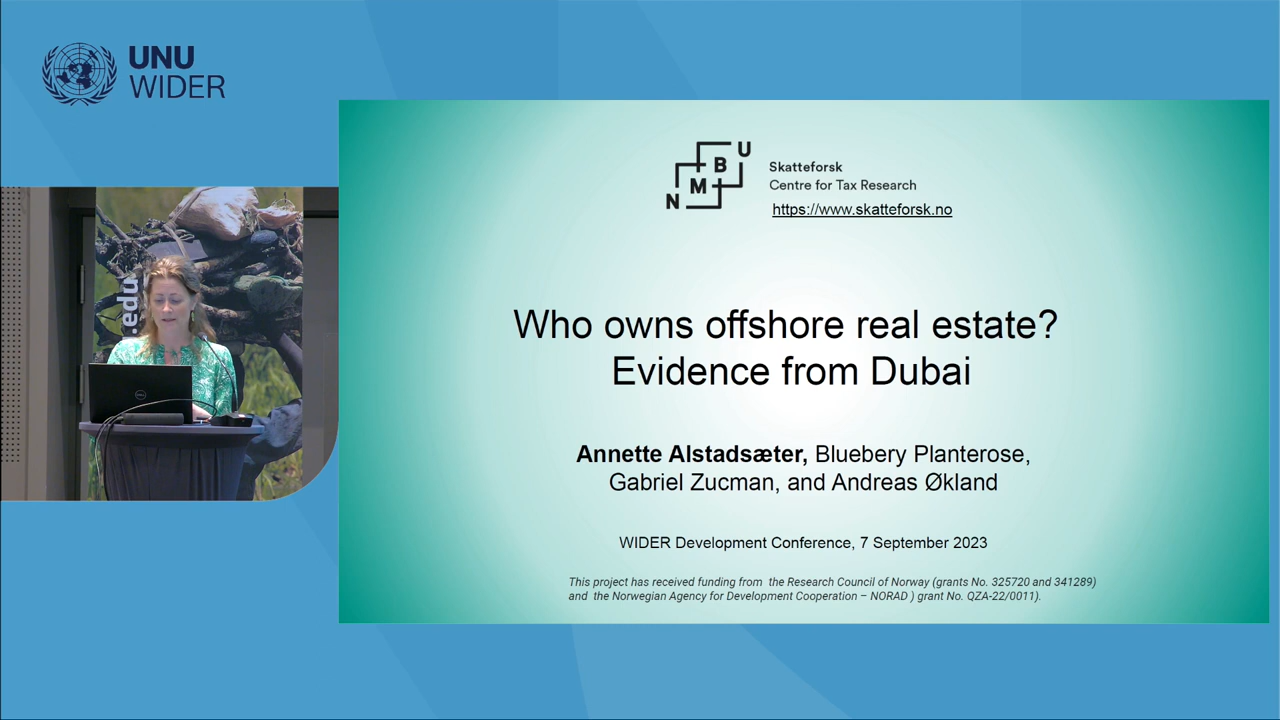 UNU
WIDER
.edu
N
M
B
U
Skatteforsk
Centre for Tax Research
https://www.skatteforsk.no
Who owns offshore real estate?
Evidence from Dubai
Annette Alstadsæter, Bluebery Planterose,
Gabriel Zucman, and Andreas Økland
WIDER Development Conference, 7 September 2023
This project has received funding from the Research Council of Norway (grants No. 325720 and 341289)
and the Norwegian Agency for Development Cooperation – NORAD ) grant No. QZA-22/0011).